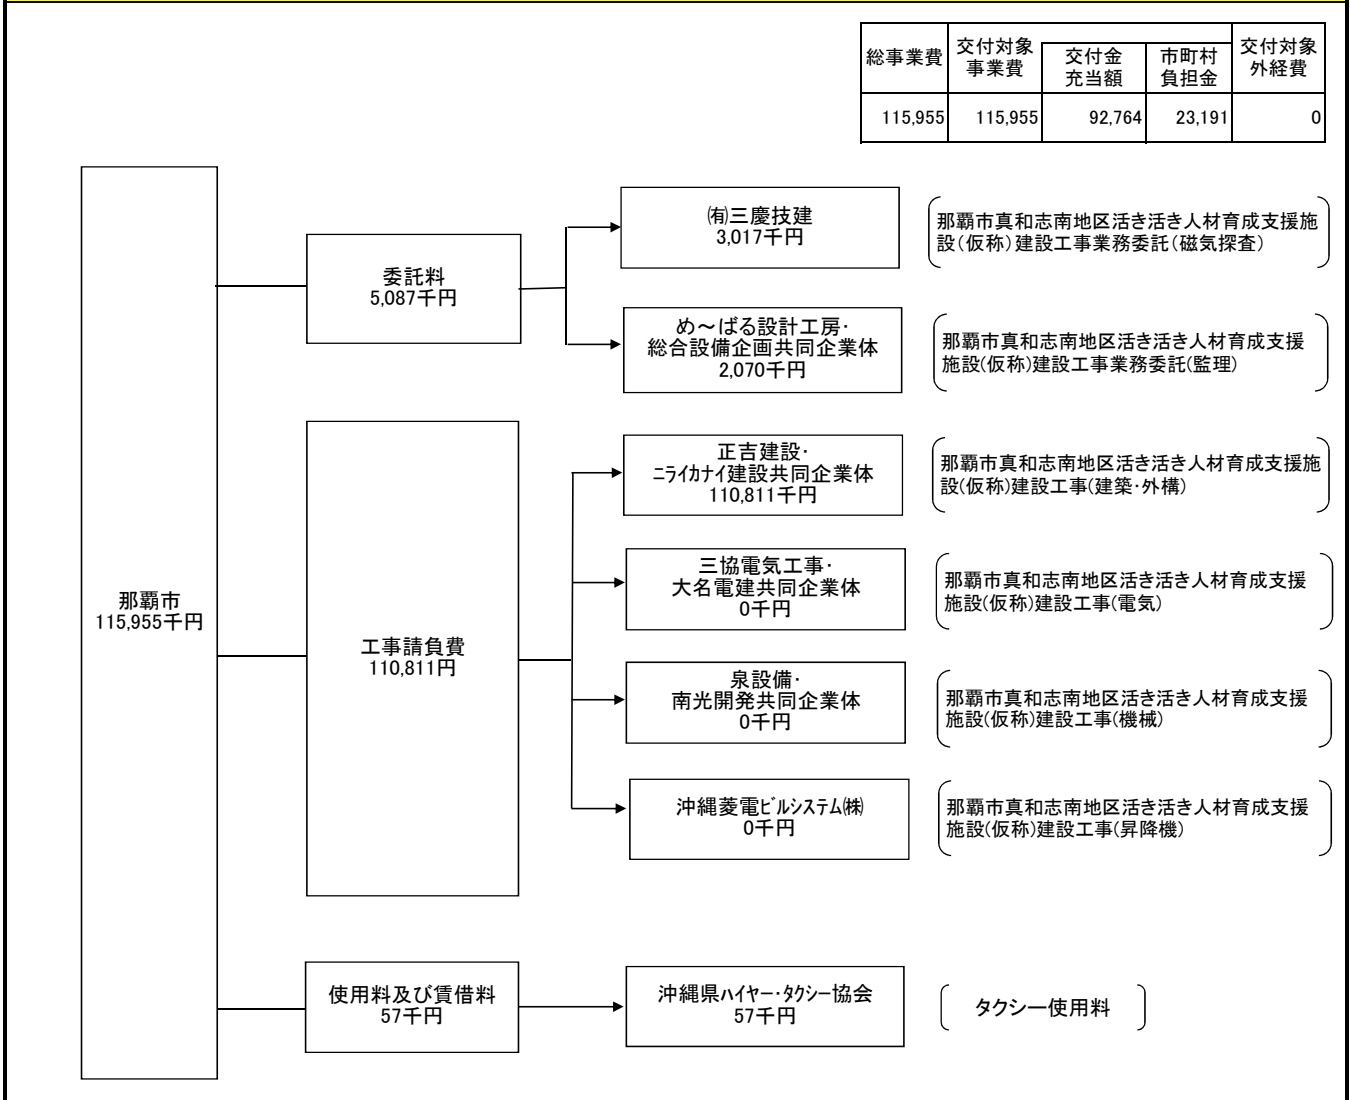 総事業費
交付対象
事業費
交付金
充当額
市町村
負担金
交付対象
外経費
115,955 115,955 92,764 23,191 0
那覇市
115,955千円
委託料
5,087千円
㈲三慶技建
3,017千円
那覇市真和志南地区活き活き人材育成支援施
設（仮称）建設工事業務委託（磁気探査）
め～ばる設計工房・
総合設備企画共同企業体
2,070千円
那覇市真和志南地区活き活き人材育成支援
施設(仮称)建設工事業務委託(監理)
工事請負費
110,811円
正吉建設・
ﾆﾗｲｶﾅｲ建設共同企業体
110,811千円
那覇市真和志南地区活き活き人材育成支援施
設(仮称)建設工事(建築・外構)
三協電気工事・
大名電建共同企業体
0千円
那覇市真和志南地区活き活き人材育成支援
施設(仮称)建設工事(電気)
泉設備・
南光開発共同企業体
0千円
那覇市真和志南地区活き活き人材育成支援
施設(仮称)建設工事(機械)
沖縄菱電ﾋﾞﾙｼｽﾃﾑ㈱
0千円
那覇市真和志南地区活き活き人材育成支援
施設(仮称)建設工事(昇降機)
使用料及び賃借料
57千円
沖縄県ﾊｲﾔｰ・ﾀｸｼｰ協会
57千円
タクシー使用料